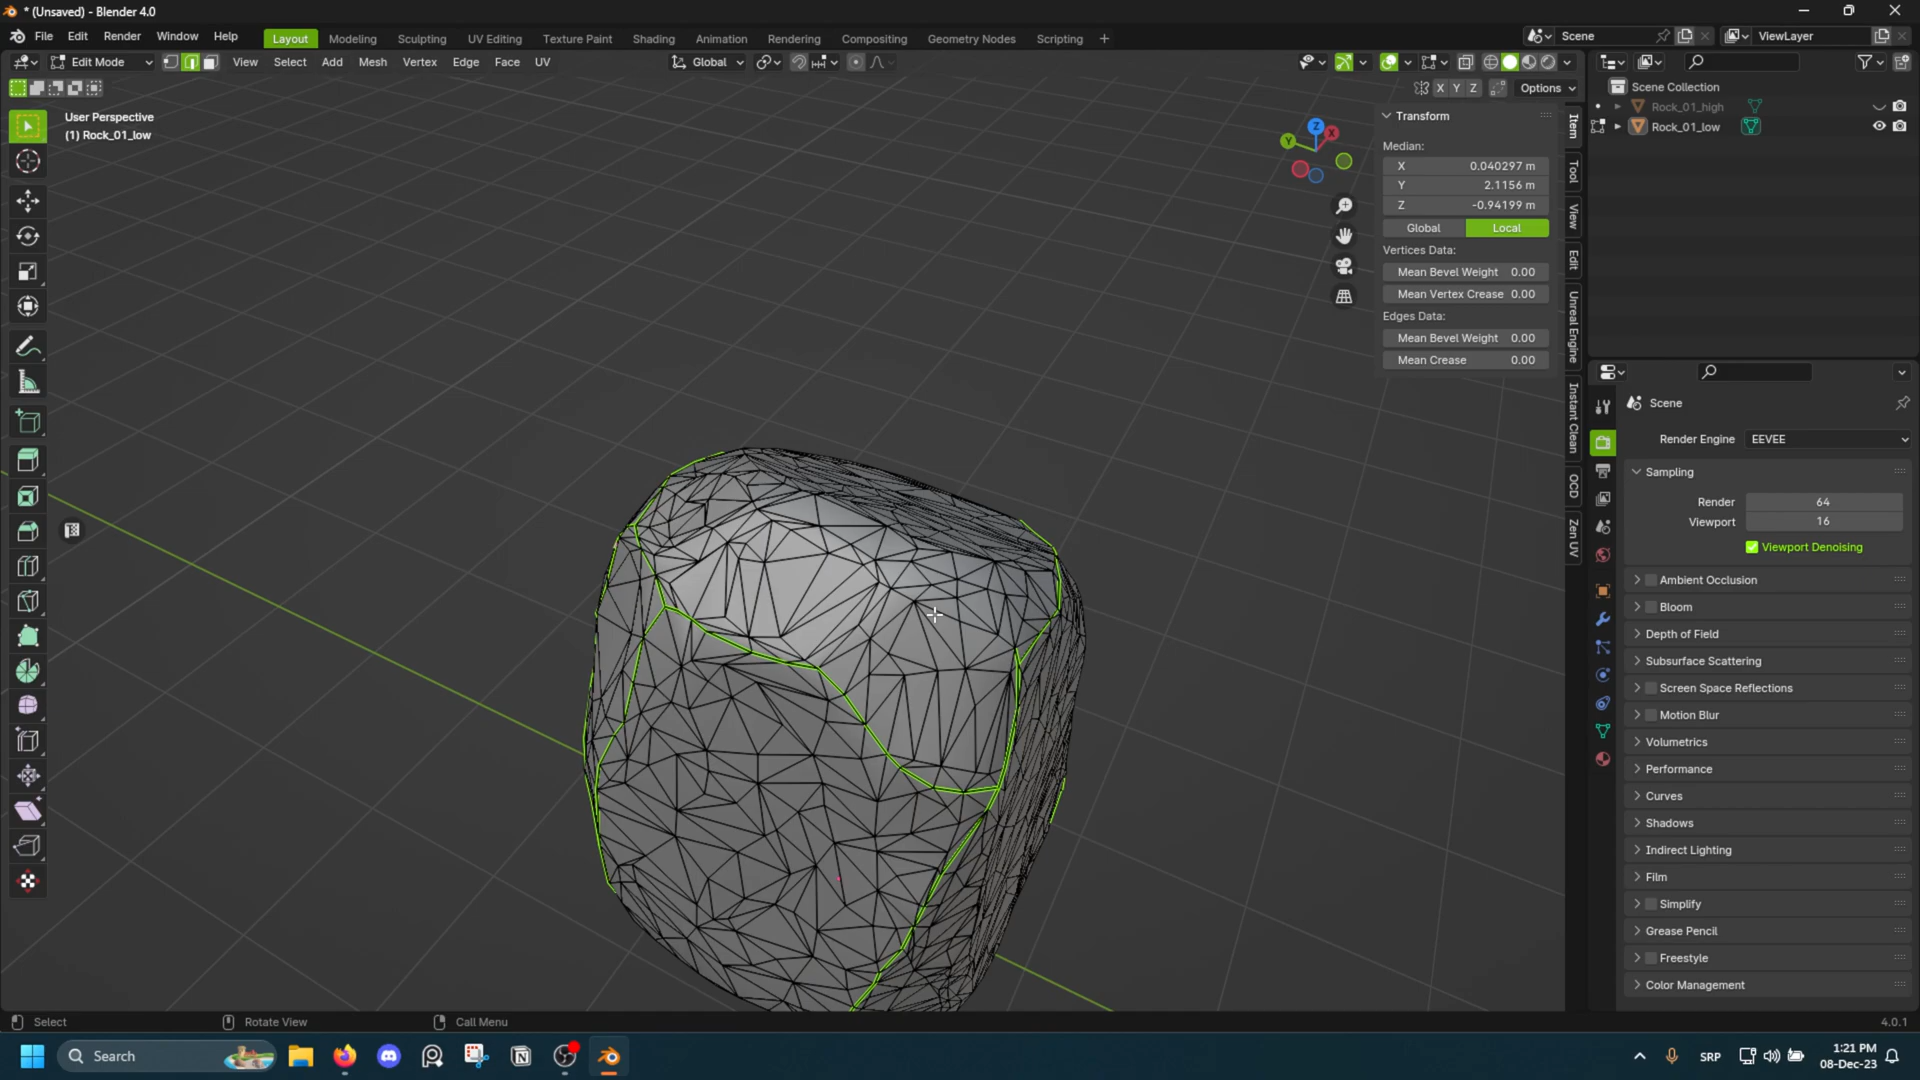 * (Unsaved) - Blender 4.0
File Edit Render Window Help Layout Modeling Sculpting UV Editing Texture Paint Shading Animation Rendering Compositing Geometry Nodes Scripting + Scene ViewLayer
Edit Mode View Select Add Mesh Vertex Edge Face UV Global
X Y Z Options
User Perspective
(1) Rock_01_low
Z
X
Y
Transform
Median:
X 0.040297 m
Y 2.1156 m
Z -0.94199 m
Global Local
Vertices Data:
Mean Bevel Weight 0.00
Mean Vertex Crease 0.00
Edges Data:
Mean Bevel Weight 0.00
Mean Crease 0.00
Item
Tool
View
Edit
Unreal Engine
Instant Clean
OCD
Zen UV
Scene Collection
Rock_01_high
Rock_01_low
Scene
Render Engine EEVEE
Sampling
Render 64
Viewport 16
Viewport Denoising
Ambient Occlusion
Bloom
Depth of Field
Subsurface Scattering
Screen Space Reflections
Motion Blur
Volumetrics
Performance
Curves
Shadows
Indirect Lighting
Film
Simplify
Grease Pencil
Freestyle
Color Management
Select Rotate View Call Menu 4.0.1
Search SRP
1:21 PM
08-Dec-23